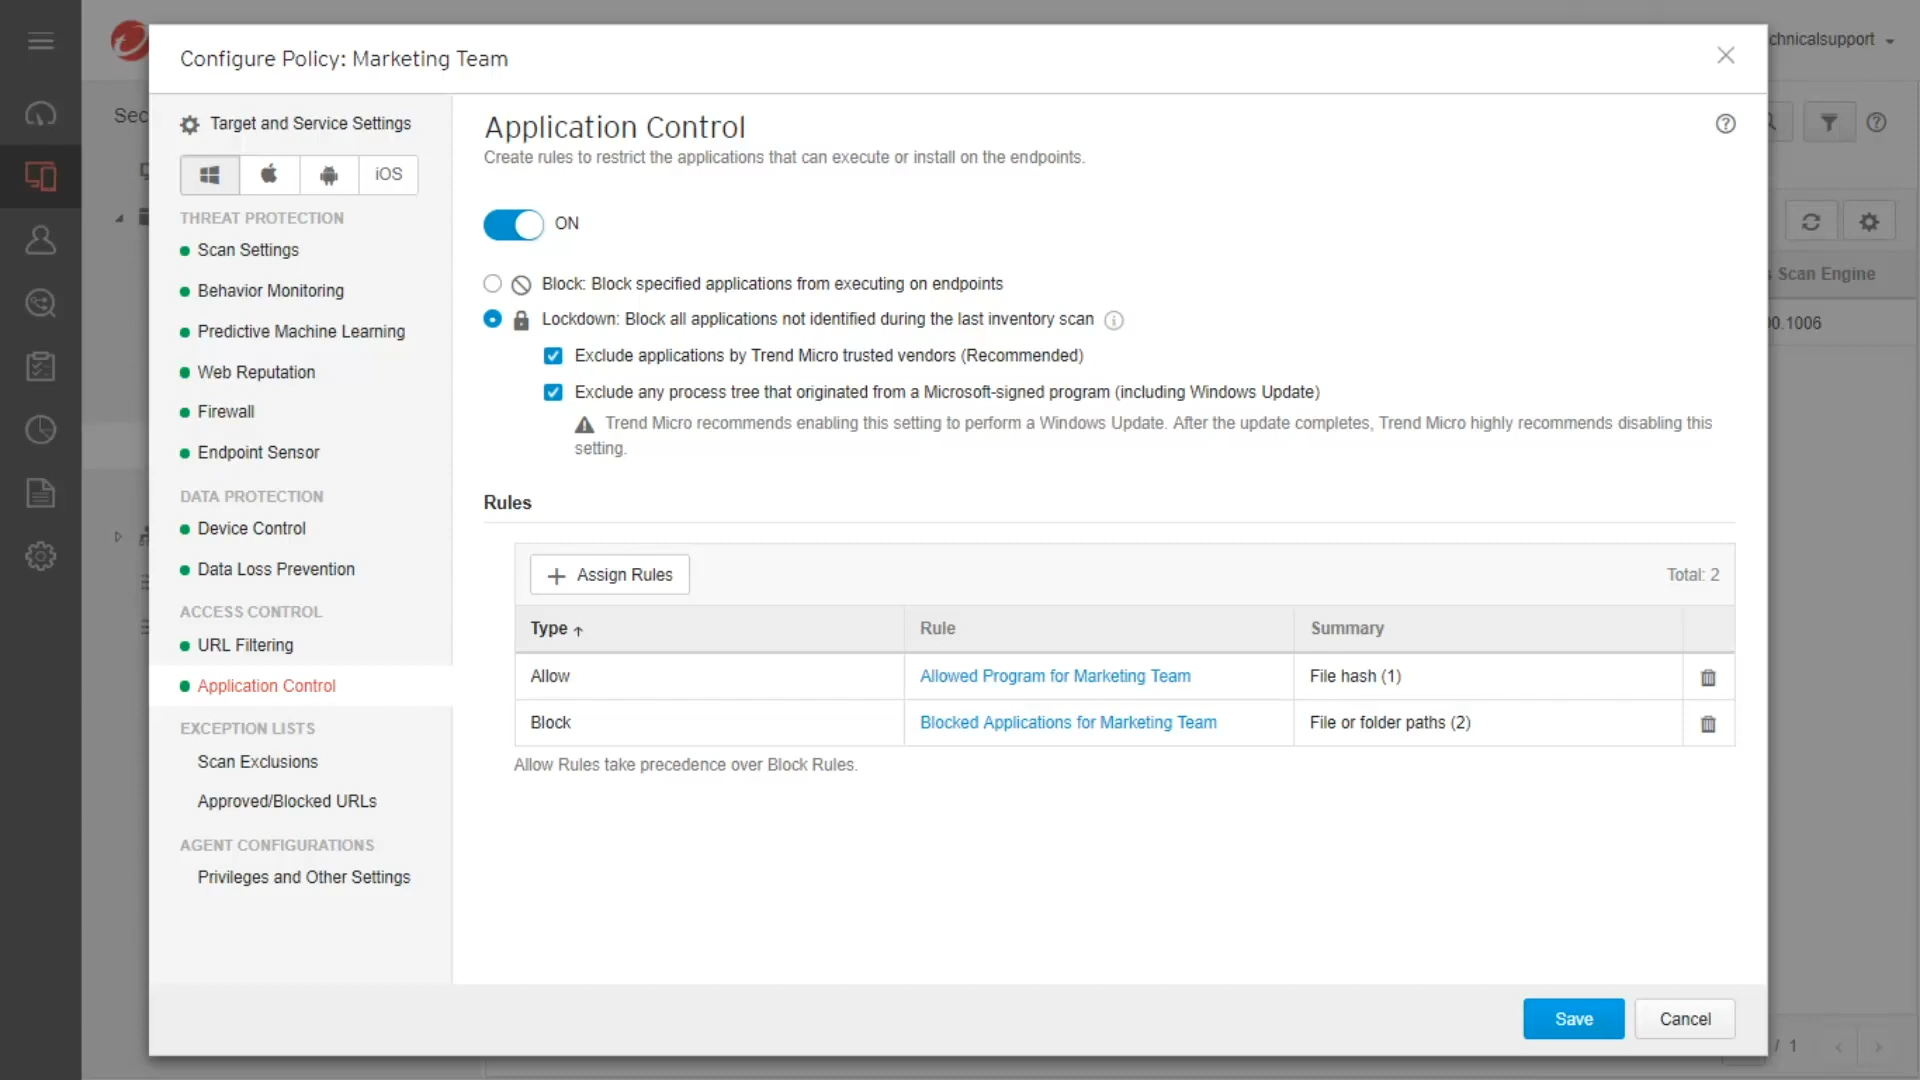 Configure Policy: Marketing Team
chnicalsupport
Sec
Target and Service Settings
iOS
THREAT PROTECTION
Scan Settings
Behavior Monitoring
Predictive Machine Learning
Web Reputation
Firewall
Endpoint Sensor
DATA PROTECTION
Device Control
Data Loss Prevention
ACCESS CONTROL
URL Filtering
Application Control
EXCEPTION LISTS
Scan Exclusions
Approved/Blocked URLs
AGENT CONFIGURATIONS
Privileges and Other Settings
Application Control
Create rules to restrict the applications that can execute or install on the endpoints.
ON
Block: Block specified applications from executing on endpoints
Lockdown: Block all applications not identified during the last inventory scan
Exclude applications by Trend Micro trusted vendors (Recommended)
Exclude any process tree that originated from a Microsoft-signed program (including Windows Update)
Trend Micro recommends enabling this setting to perform a Windows Update. After the update completes, Trend Micro highly recommends disabling this
setting.
Rules
Assign Rules
Total: 2
Type Rule Summary
Allow Allowed Program for Marketing Team File hash (1)
Block Blocked Applications for Marketing Team File or folder paths (2)
Allow Rules take precedence over Block Rules.
Save
Cancel
Scan Engine
00.1006
/ 1